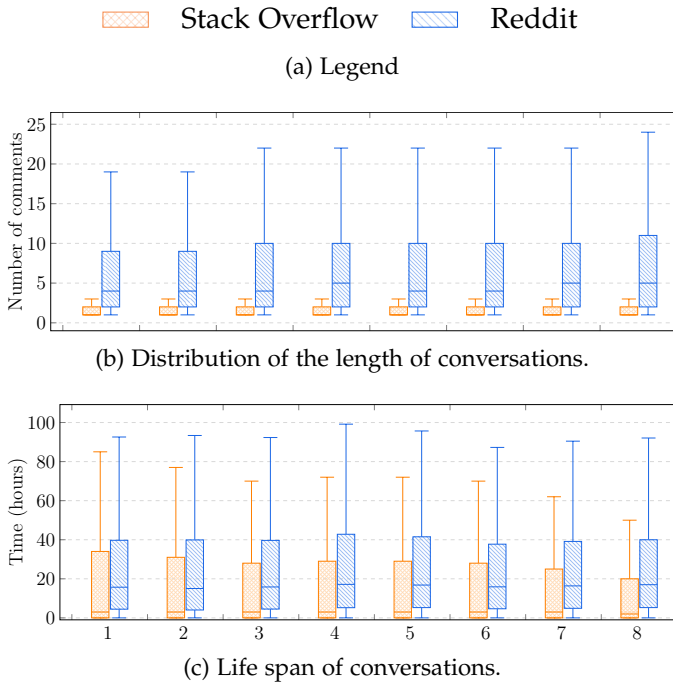 Stack Overflow Reddit
(a) Legend
Number of comments
25
20
15
10
5
0
(b) Distribution of the length of conversations.
Time (hours)
100
80
60
40
20
0
1 2 3 4 5 6 7 8
(c) Life span of conversations.